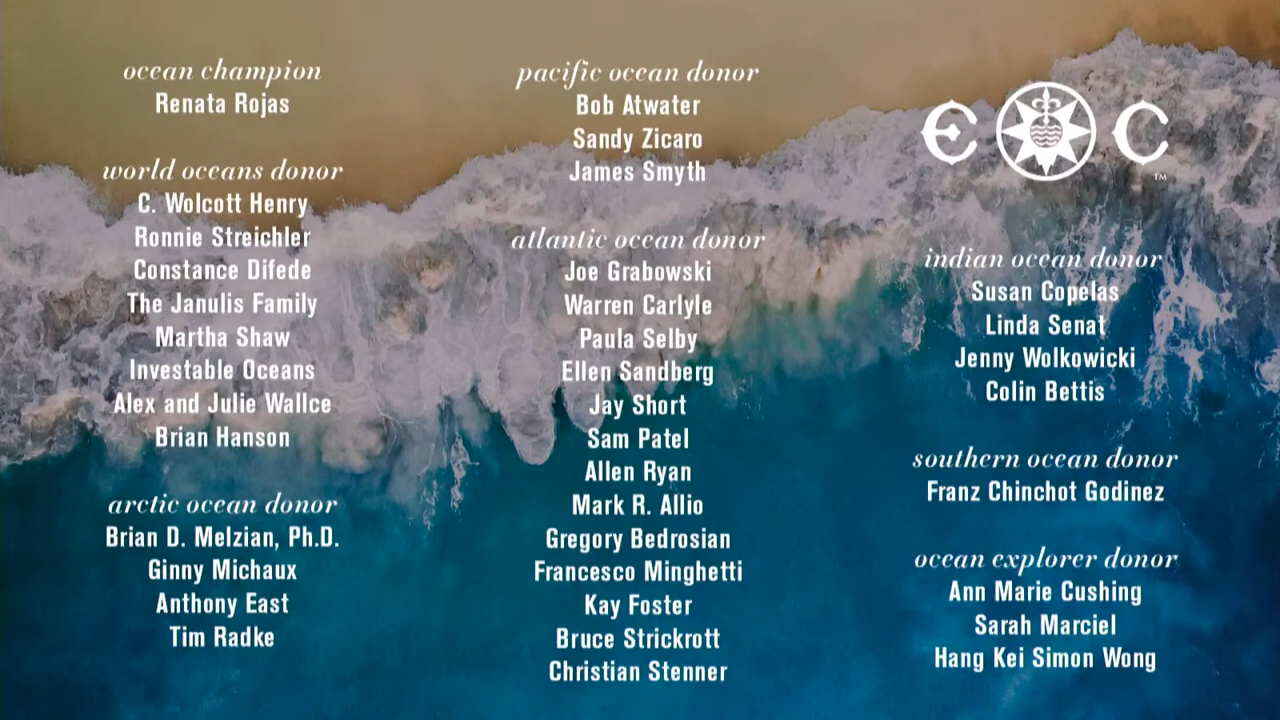 ocean champion
Renata Rojas
world oceans donor
C. Wolcott Henry
Ronnie Streichler
Constance Difede
The Janulis Family
Martha Shaw
Investable Oceans
Alex and Julie Wallce
Brian Hanson
arctic ocean donor
Brian D. Melzian, Ph.D.
Ginny Michaux
Anthony East
Tim Radke
pacific ocean donor
Bob Atwater
Sandy Zicaro
James Smyth
atlantic ocean donor
Joe Grabowski
Warren Carlyle
Paula Selby
Ellen Sandberg
Jay Short
Sam Patel
Allen Ryan
Mark R. Allio
Gregory Bedrosian
Francesco Minghetti
Kay Foster
Bruce Strickrott
Christian Stenner
E C
TM
indian ocean donor
Susan Copelas
Linda Senat
Jenny Wolkowicki
Colin Bettis
southern ocean donor
Franz Chinchot Godinez
ocean explorer donor
Ann Marie Cushing
Sarah Marciel
Hang Kei Simon Wong